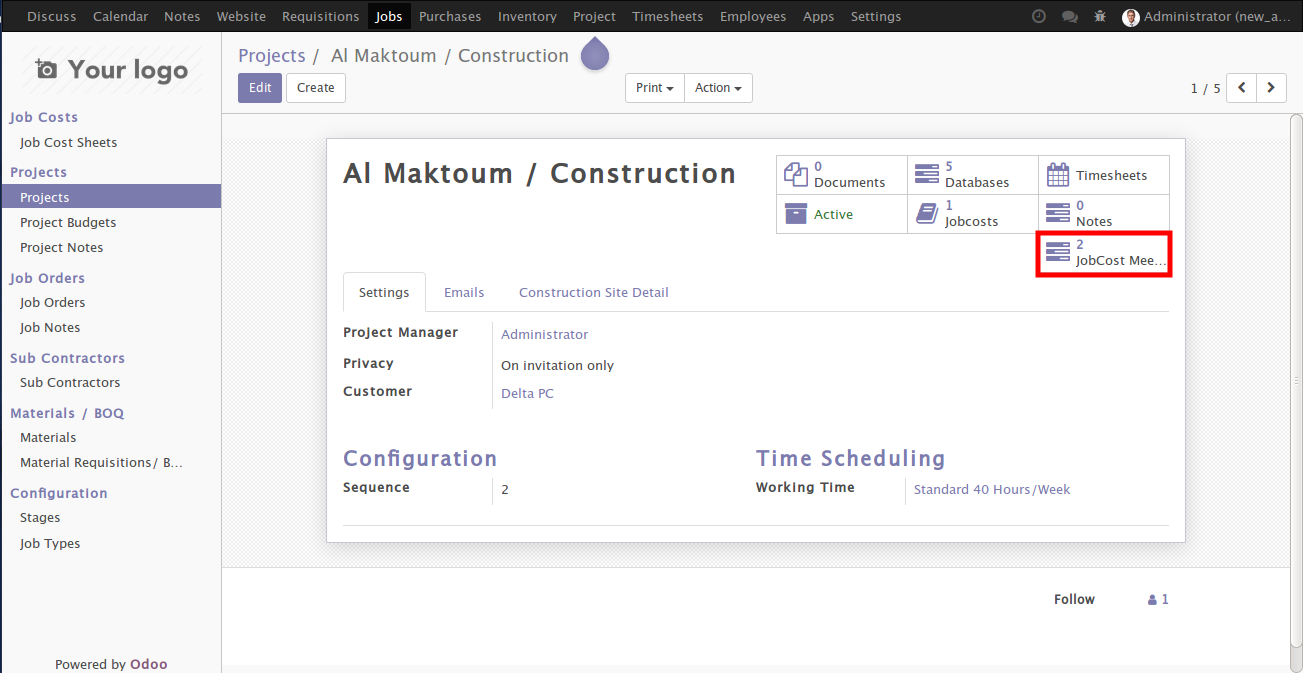 Discuss Calendar Notes Website Requisitions Jobs Purchases Inventory Project Timesheets Employees Apps Settings Administrator (new_a...
Your logo
Projects / Al Maktoum / Construction
Edit Create Print Action 1 / 5
Job Costs
Job Cost Sheets
Projects
Projects
Project Budgets
Project Notes
Job Orders
Job Orders
Job Notes
Sub Contractors
Sub Contractors
Materials / BOQ
Materials
Material Requisitions/ B...
Configuration
Stages
Job Types
Powered by Odoo
Al Maktoum / Construction
0 Documents
5 Databases
Timesheets
Active
1 Jobcosts
0 Notes
2 JobCost Mee...
Settings Emails Construction Site Detail
Project Manager Administrator
Privacy On invitation only
Customer Delta PC
Configuration
Sequence 2
Time Scheduling
Working Time Standard 40 Hours/Week
Follow 1